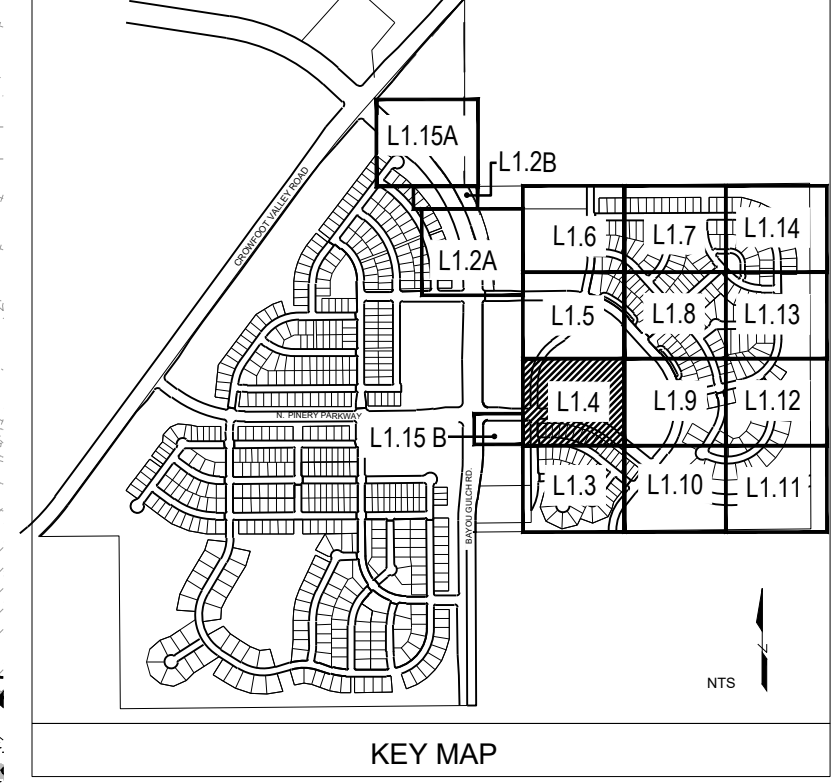 L1.15A
L1.2B
CROWFOOT VALLEY ROAD
L1.2A
L1.6
L1.7
L1.14
L1.5
L1.8
L1.13
L1.4
L1.9
L1.12
N. PINERY PARKWAY
L1.15 B
BAYOU GULCH RD.
L1.3
L1.10
L1.11
NTS
N
KEY MAP